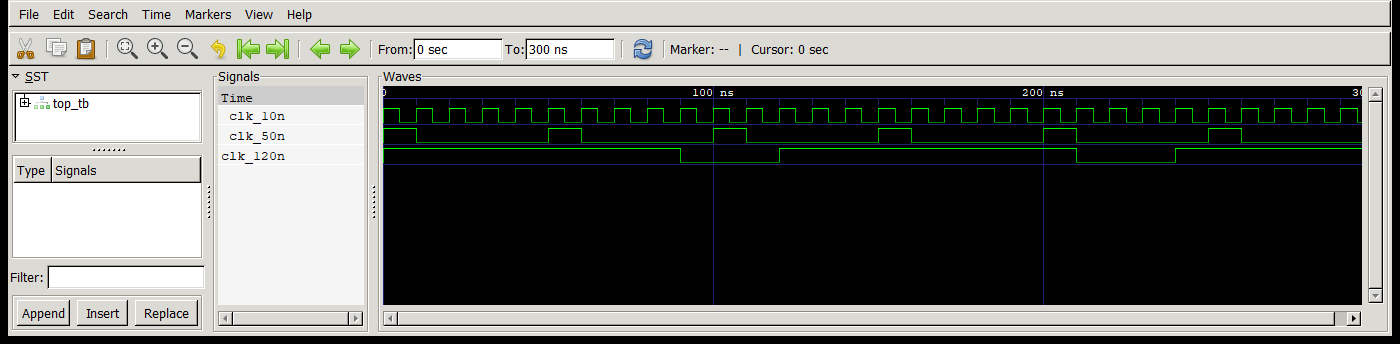 File Edit Search Time Markers View Help
From: 0 sec To: 300 ns Marker: -- | Cursor: 0 sec
SST
top_tb
Type Signals
Filter:
Append Insert Replace
Signals
Time
clk_10n
clk_50n
clk_120n
Waves
0 100 ns 200 ns 30